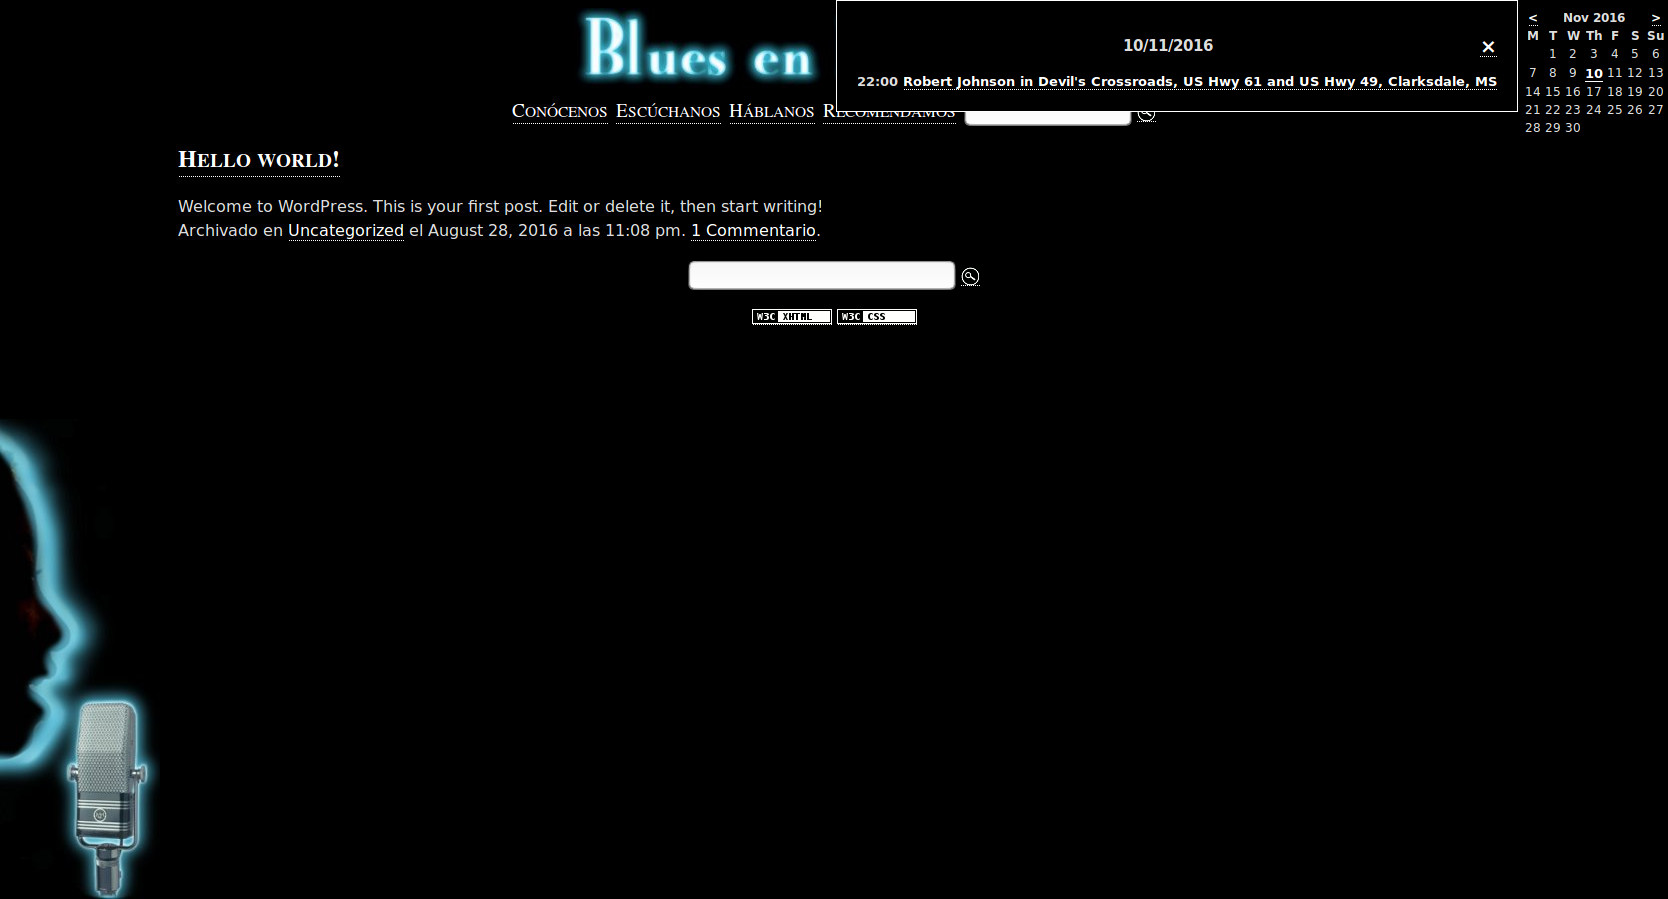 Blues en
10/11/2016
×
22:00 Robert Johnson in Devil's Crossroads, US Hwy 61 and US Hwy 49, Clarksdale, MS
< Nov 2016 >
M T W Th F S Su
1 2 3 4 5 6
7 8 9 10 11 12 13
14 15 16 17 18 19 20
21 22 23 24 25 26 27
28 29 30
Conócenos Escúchanos Háblanos Recomendamos
Hello world!
Welcome to WordPress. This is your first post. Edit or delete it, then start writing!
Archivado en Uncategorized el August 28, 2016 a las 11:08 pm. 1 Commentario.
W3C XHTML W3C CSS